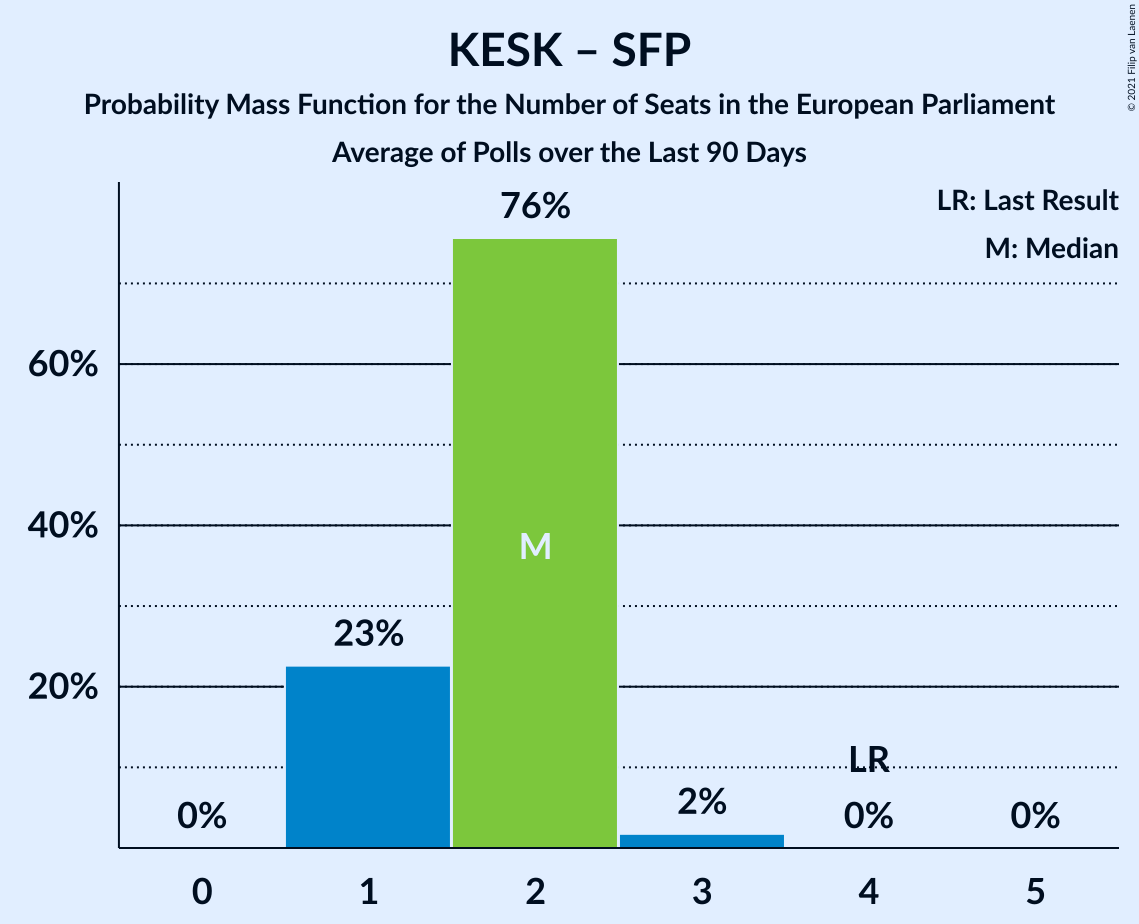 KESK – SFP
Probability Mass Function for the Number of Seats in the European Parliament
Average of Polls over the Last 90 Days
© 2021 Filip van Laenen
LR: Last Result
M: Median
76%
60%
40%
M
23%
20%
LR
0%
2%
0%
0%
0 1 2 3 4 5